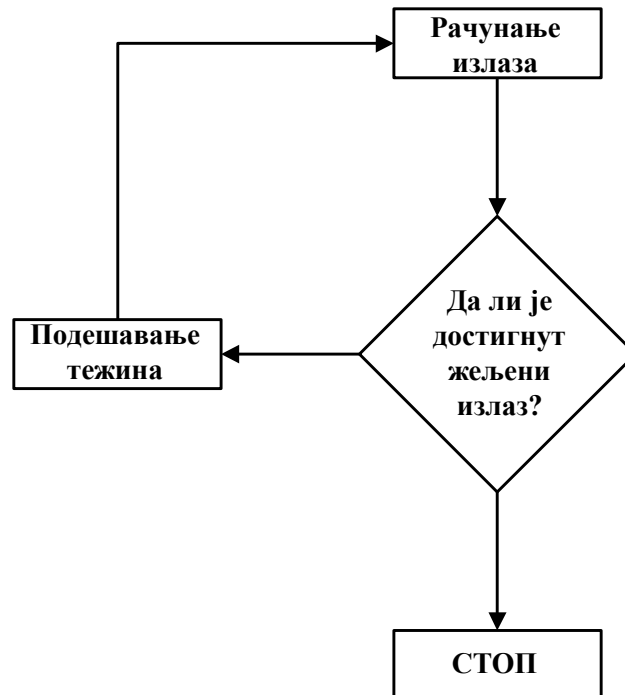 Рачунање
излаза
Да ли је
достигнут
жељени
излаз?
Подешавање
тежина
СТОП